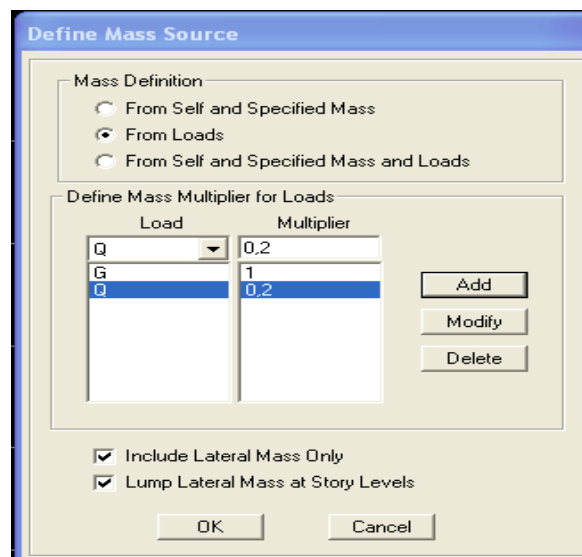 Define Mass Source
Mass Definition
From Self and Specified Mass
From Loads
From Self and Specified Mass and Loads
Define Mass Multiplier for Loads
Load Multiplier
Q 0,2
G 1
Q 0,2
Add
Modify
Delete
Include Lateral Mass Only
Lump Lateral Mass at Story Levels
OK Cancel